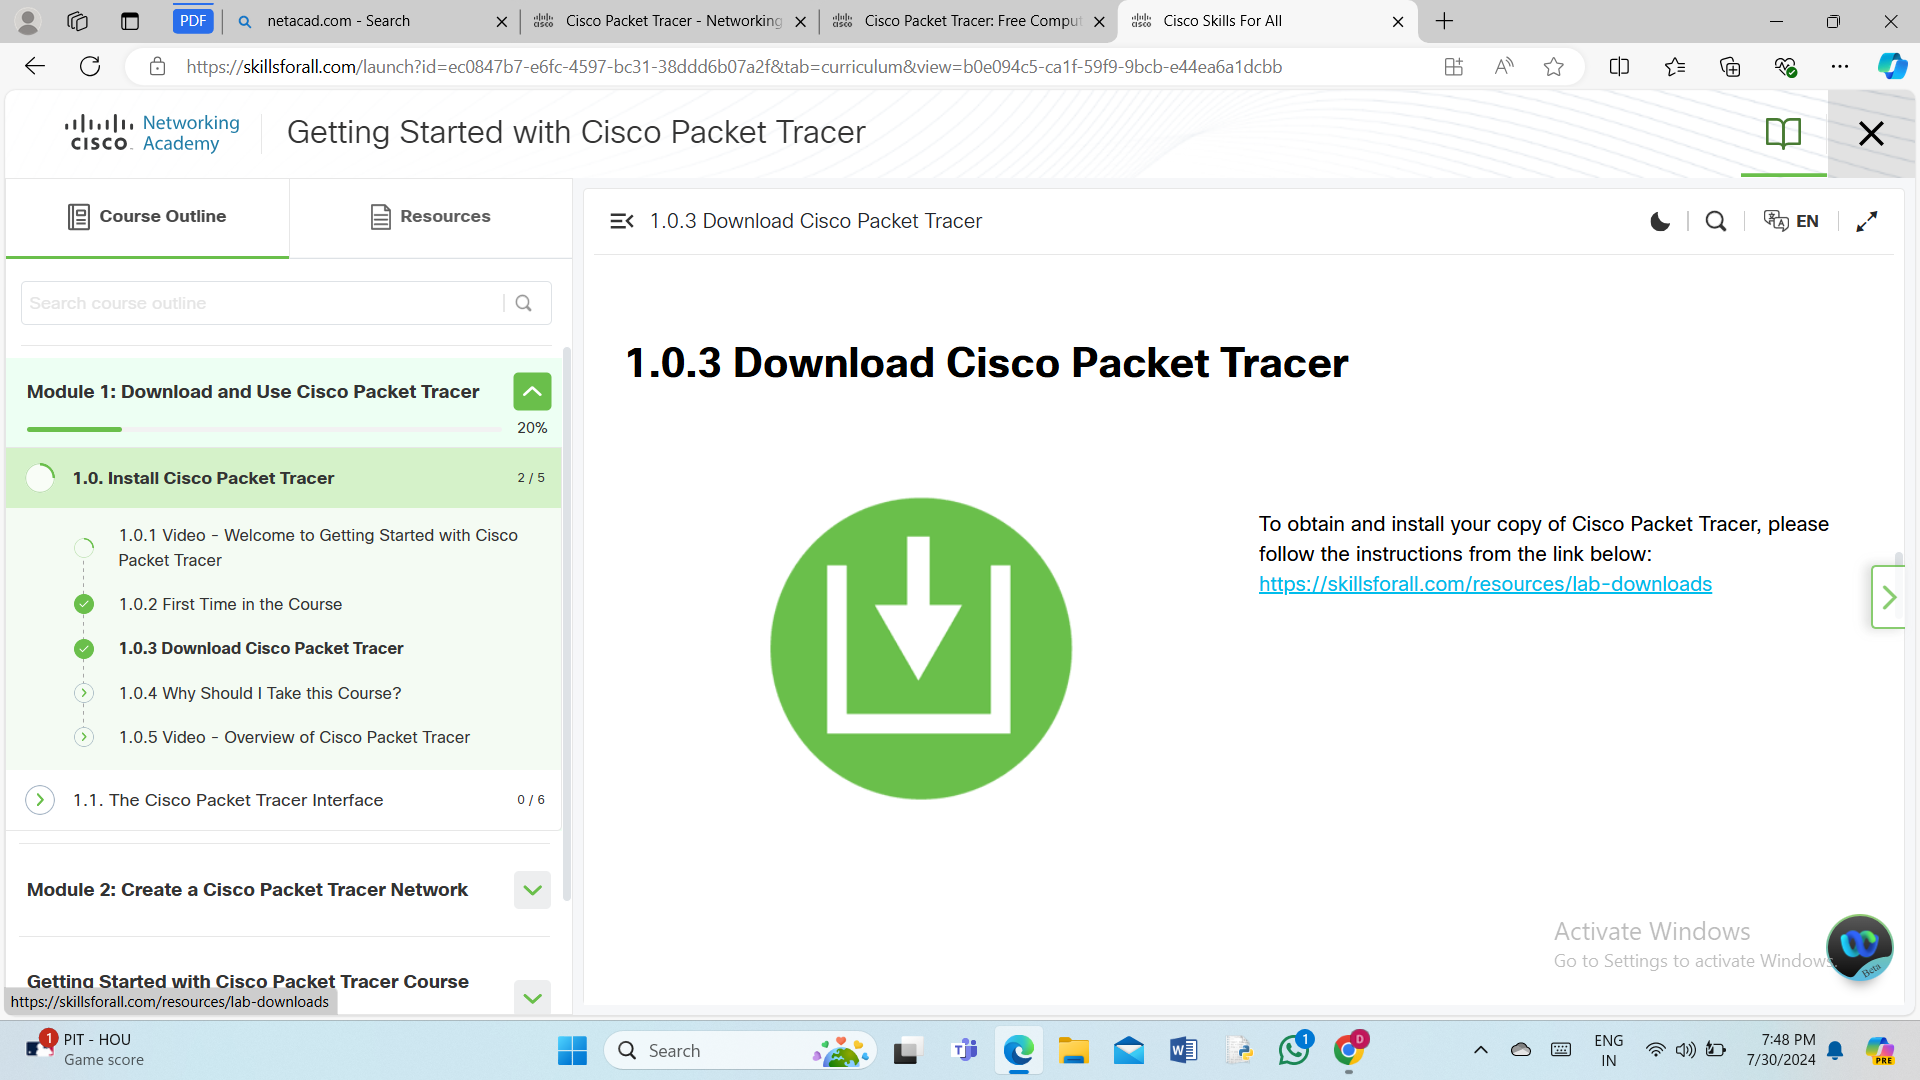 PDF
netacad.com - Search
Cisco Packet Tracer - Networking
Cisco Packet Tracer: Free Comput
Cisco Skills For All
https://skillsforall.com/launch?id=ec0847b7-e6fc-4597-bc31-38ddd6b07a2f&tab=curriculum&view=b0e094c5-ca1f-59f9-9bcb-e44ea6a1dcbb
CISCO Networking Academy
Getting Started with Cisco Packet Tracer
Course Outline
Resources
1.0.3 Download Cisco Packet Tracer
EN
Search course outline
Module 1: Download and Use Cisco Packet Tracer
20%
1.0. Install Cisco Packet Tracer
2 / 5
1.0.1 Video - Welcome to Getting Started with Cisco
Packet Tracer
1.0.2 First Time in the Course
1.0.3 Download Cisco Packet Tracer
1.0.4 Why Should I Take this Course?
1.0.5 Video - Overview of Cisco Packet Tracer
1.1. The Cisco Packet Tracer Interface
0 / 6
Module 2: Create a Cisco Packet Tracer Network
Getting Started with Cisco Packet Tracer Course
https://skillsforall.com/resources/lab-downloads
1.0.3 Download Cisco Packet Tracer
To obtain and install your copy of Cisco Packet Tracer, please
follow the instructions from the link below:
https://skillsforall.com/resources/lab-downloads
Activate Windows
Go to Settings to activate Windows.
Beta
1
PIT - HOU
Game score
Search
1
D
ENG
IN
7:48 PM
7/30/2024
PRE